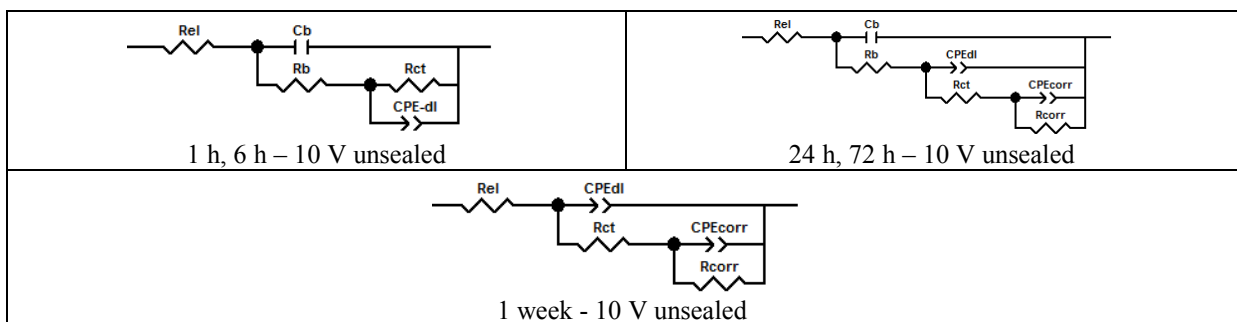 Rel Cb
Rb Rct
CPE-dl
1 h, 6 h – 10 V unsealed
Rel Cb
Rb CPEdl
Rct CPEcorr
Rcorr
24 h, 72 h – 10 V unsealed
Rel CPEdl
Rct CPEcorr
Rcorr
1 week - 10 V unsealed